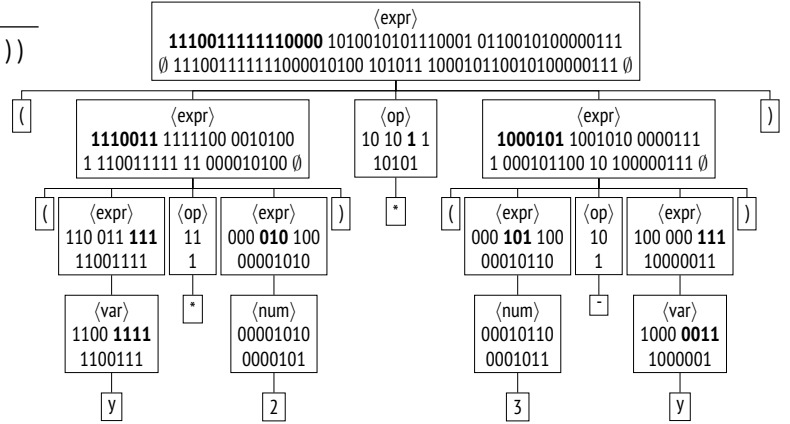 ))
⟨expr⟩
1110011111110000 1010010101110001 0110010100000111
∅ 111001111111000010100 101011 100010110010100000111 ∅
( ⟨expr⟩ ⟨op⟩ ⟨expr⟩ )
1110011 1111100 0010100 10 10 1 1 1000101 1001010 0000111
1 110011111 11 000010100 ∅ 10101 1 000101100 10 100000111 ∅
( ⟨expr⟩ ⟨op⟩ ⟨expr⟩ ) * ( ⟨expr⟩ ⟨op⟩ ⟨expr⟩ )
110 011 111 11 000 010 100 000 101 100 10 100 000 111
11001111 1 00001010 00010110 1 10000011
⟨var⟩ * ⟨num⟩ ⟨num⟩ - ⟨var⟩
1100 1111 00001010 00010110 1000 0011
1100111 0000101 0001011 1000001
y 2 3 y